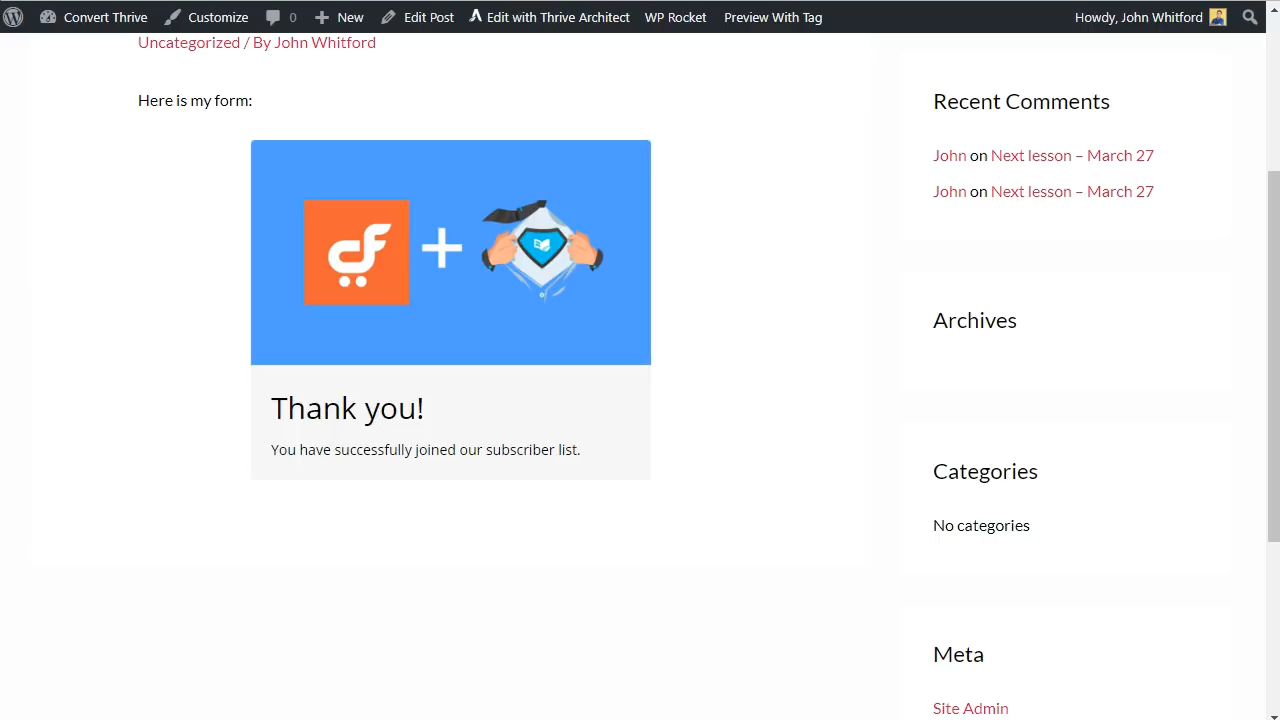 Convert Thrive Customize 0 New Edit Post Edit with Thrive Architect WP Rocket Preview With Tag Howdy, John Whitford
Uncategorized / By John Whitford
Here is my form:
Thank you!
You have successfully joined our subscriber list.
Recent Comments
John on Next lesson – March 27
John on Next lesson – March 27
Archives
Categories
No categories
Meta
Site Admin